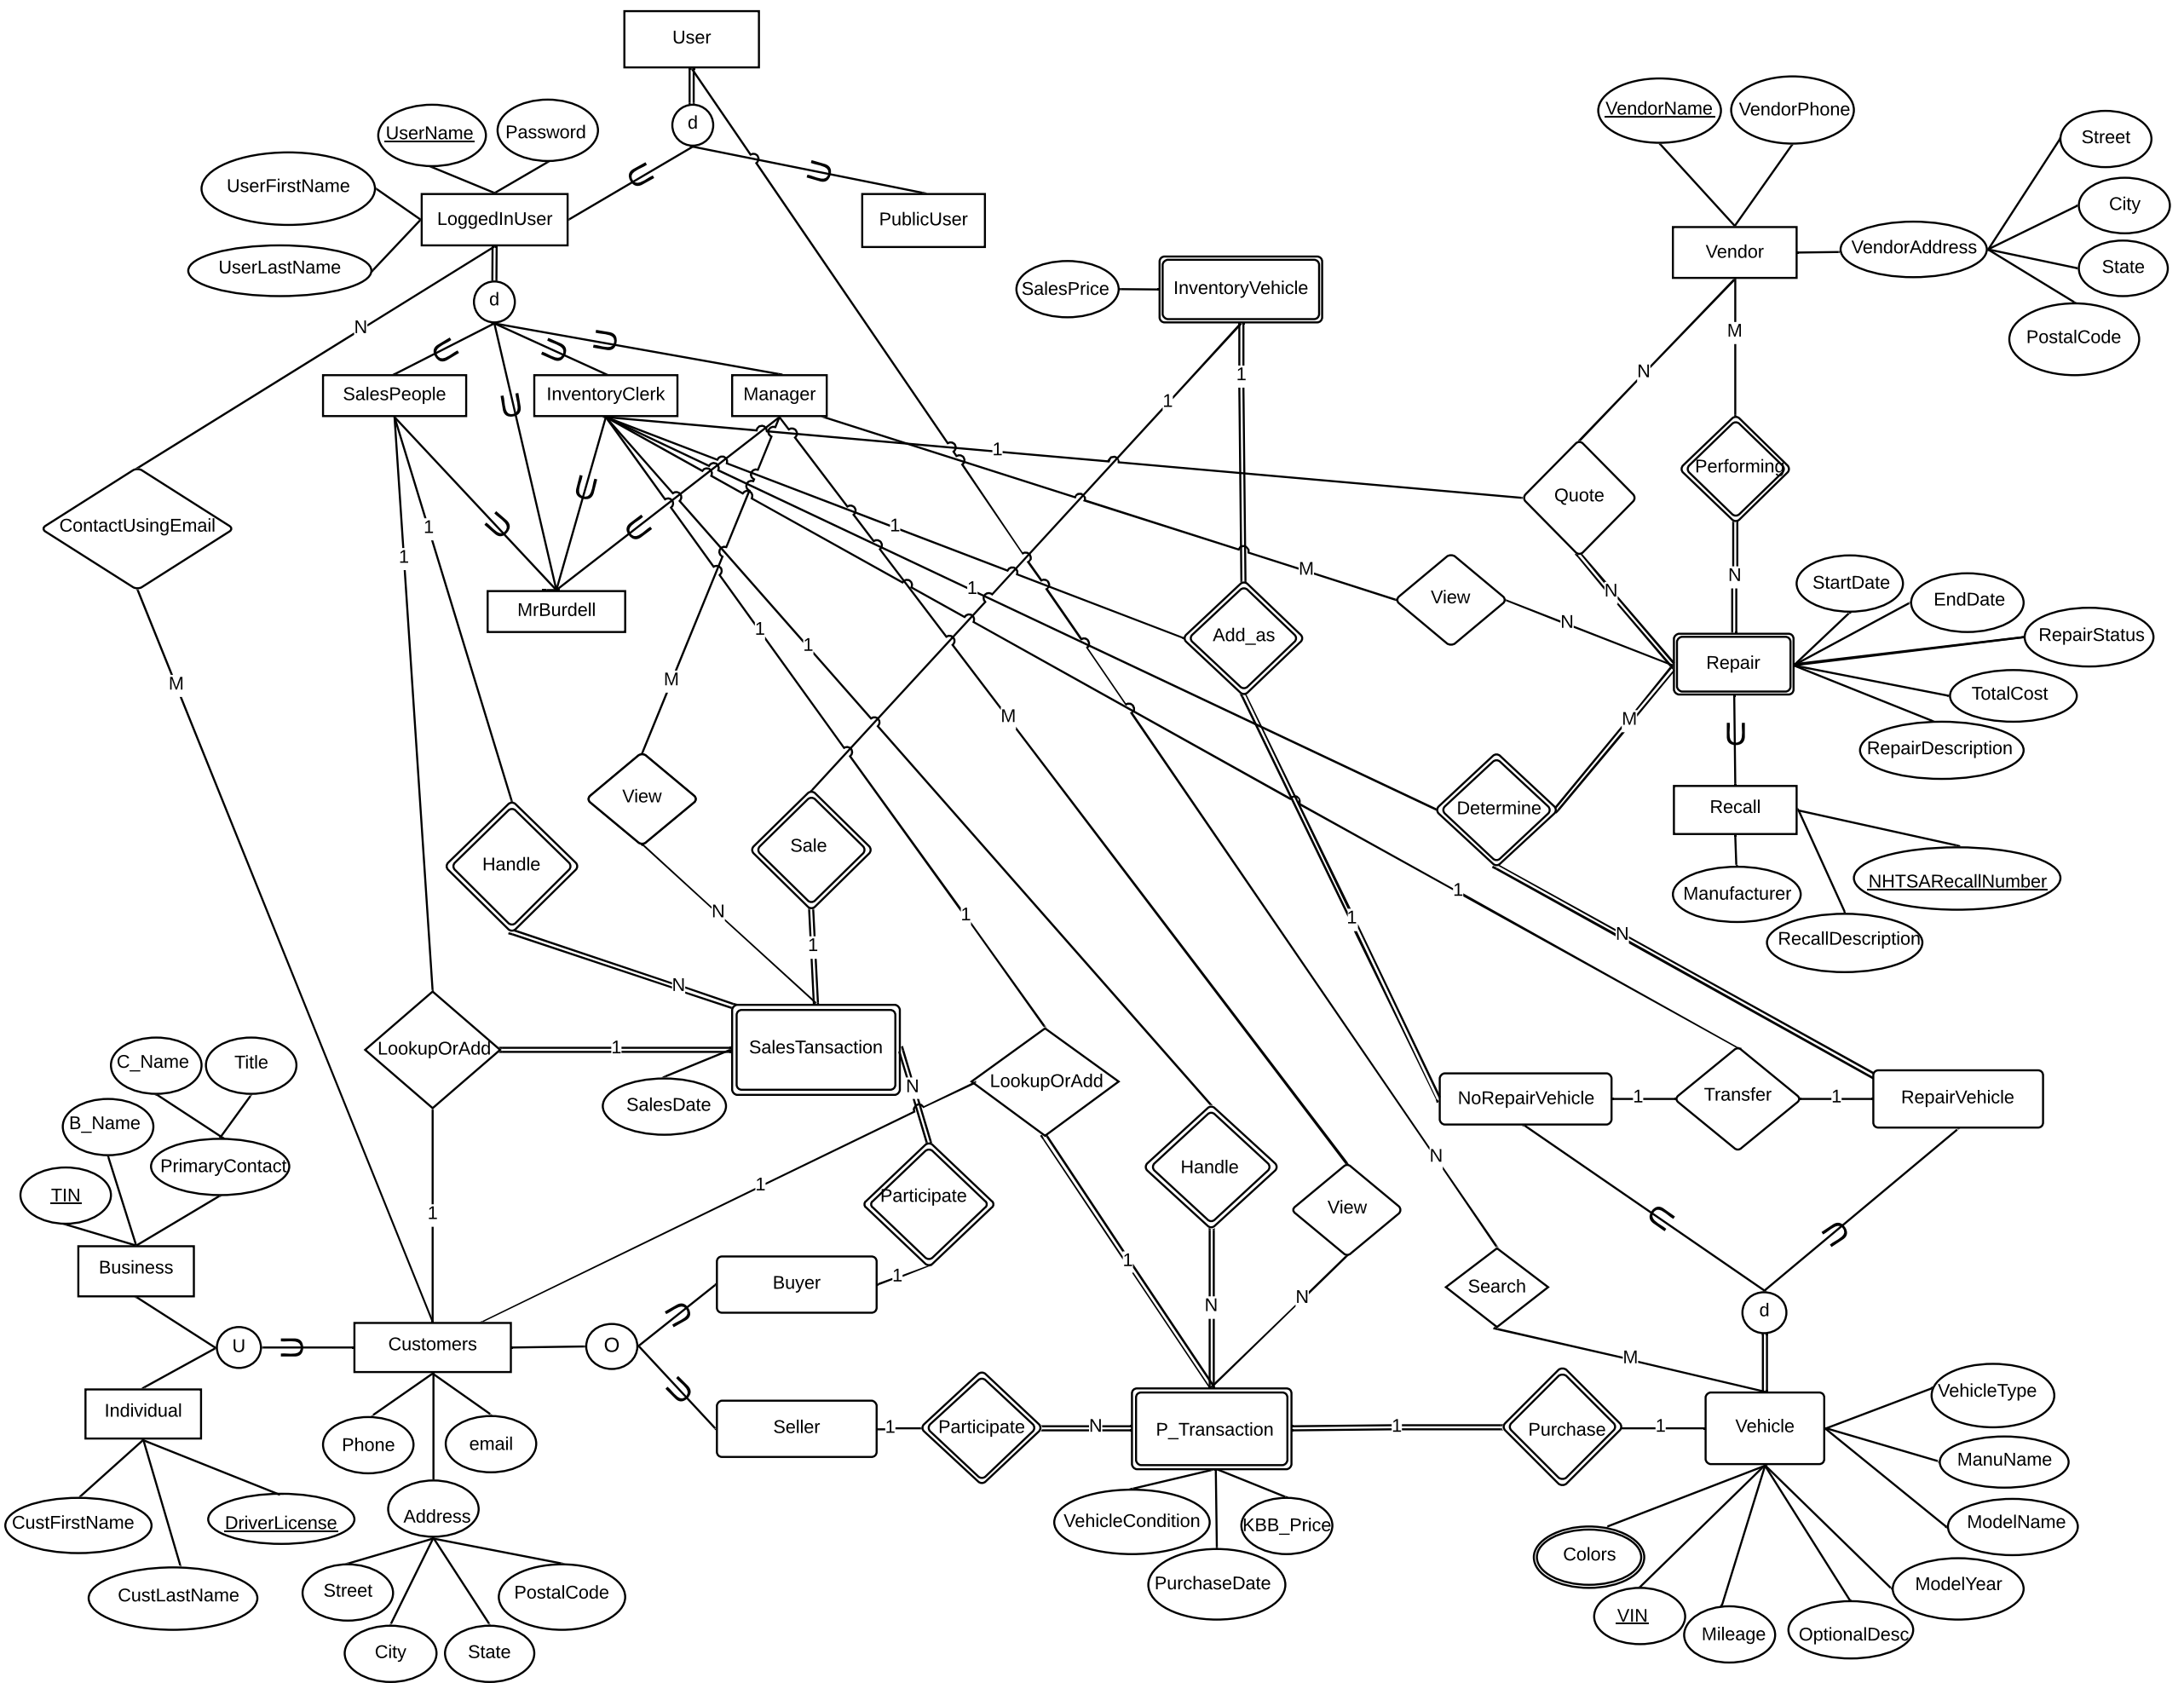 User
d
UserName
Password
VendorName
VendorPhone
Street
UserFirstName
LoggedInUser
PublicUser
City
UserLastName
Vendor
VendorAddress
State
d
SalesPrice
InventoryVehicle
PostalCode
N
M
1
N
SalesPeople
InventoryClerk
Manager
1
1
Performing
Quote
ContactUsingEmail
1
1
1
M
N
StartDate
1
View
N
N
EndDate
MrBurdell
1
1
Add_as
RepairStatus
Repair
M
M
M
M
TotalCost
RepairDescription
View
Sale
Determine
Recall
Handle
NHTSARecallNumber
Manufacturer
1
N
1
1
RecallDescription
1
N
N
SalesTansaction
LookupOrAdd
1
C_Name
Title
LookupOrAdd
N
NoRepairVehicle
1
Transfer
1
RepairVehicle
SalesDate
B_Name
PrimaryContact
TIN
N
Handle
1
Participate
View
1
Business
1
1
Buyer
Search
N
N
d
U
Customers
O
M
Individual
Seller
1
Participate
N
P_Transaction
1
Purchase
1
Vehicle
VehicleType
Phone
email
ManuName
CustFirstName
DriverLicense
Address
VehicleCondition
KBB_Price
ModelName
Colors
CustLastName
Street
PostalCode
PurchaseDate
ModelYear
VIN
Mileage
OptionalDesc
City
State